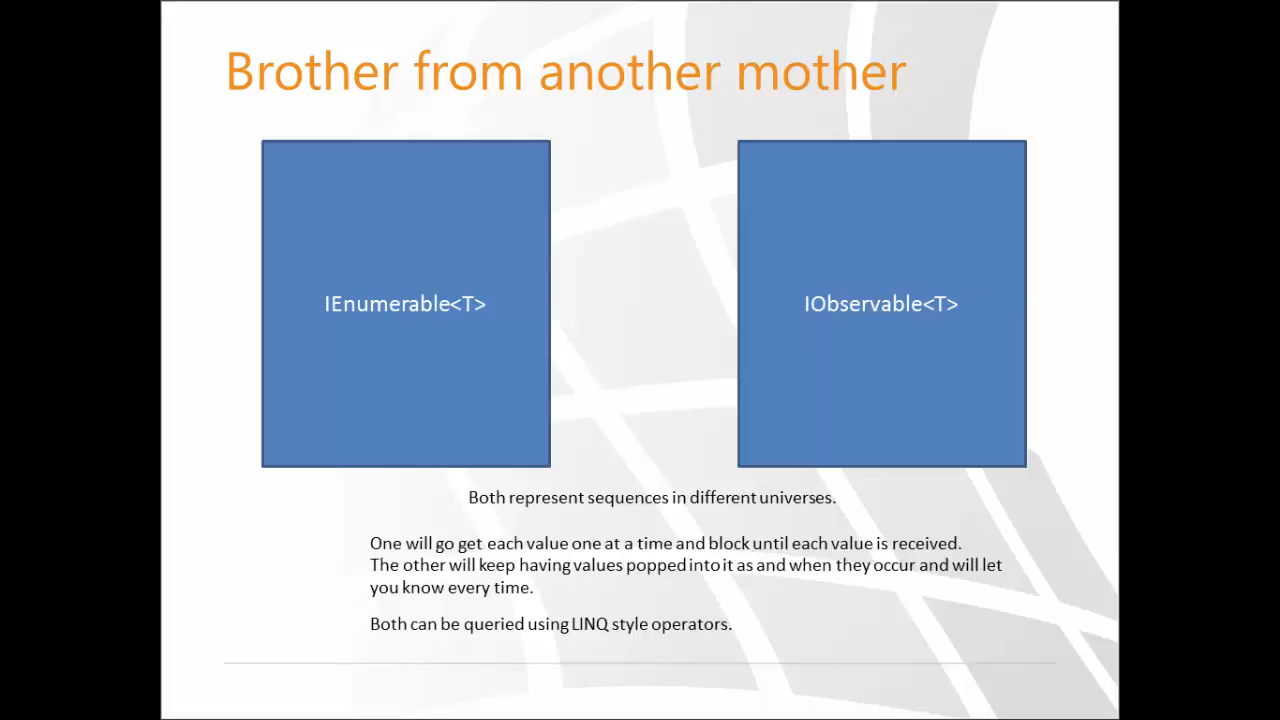 Brother from another mother
IEnumerable<T>
IObservable<T>
Both represent sequences in different universes.
One will go get each value one at a time and block until each value is received.
The other will keep having values popped into it as and when they occur and will let
you know every time.
Both can be queried using LINQ style operators.